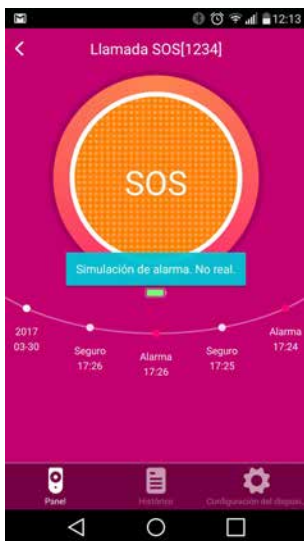 12:13
Llamada SOS[1234]
SOS
Simulación de alarma. No real.
2017
03-30
Seguro
17:26
Alarma
17:26
Seguro
17:25
Alarma
17:24
Panel
Histórico
Configuración del disposi...